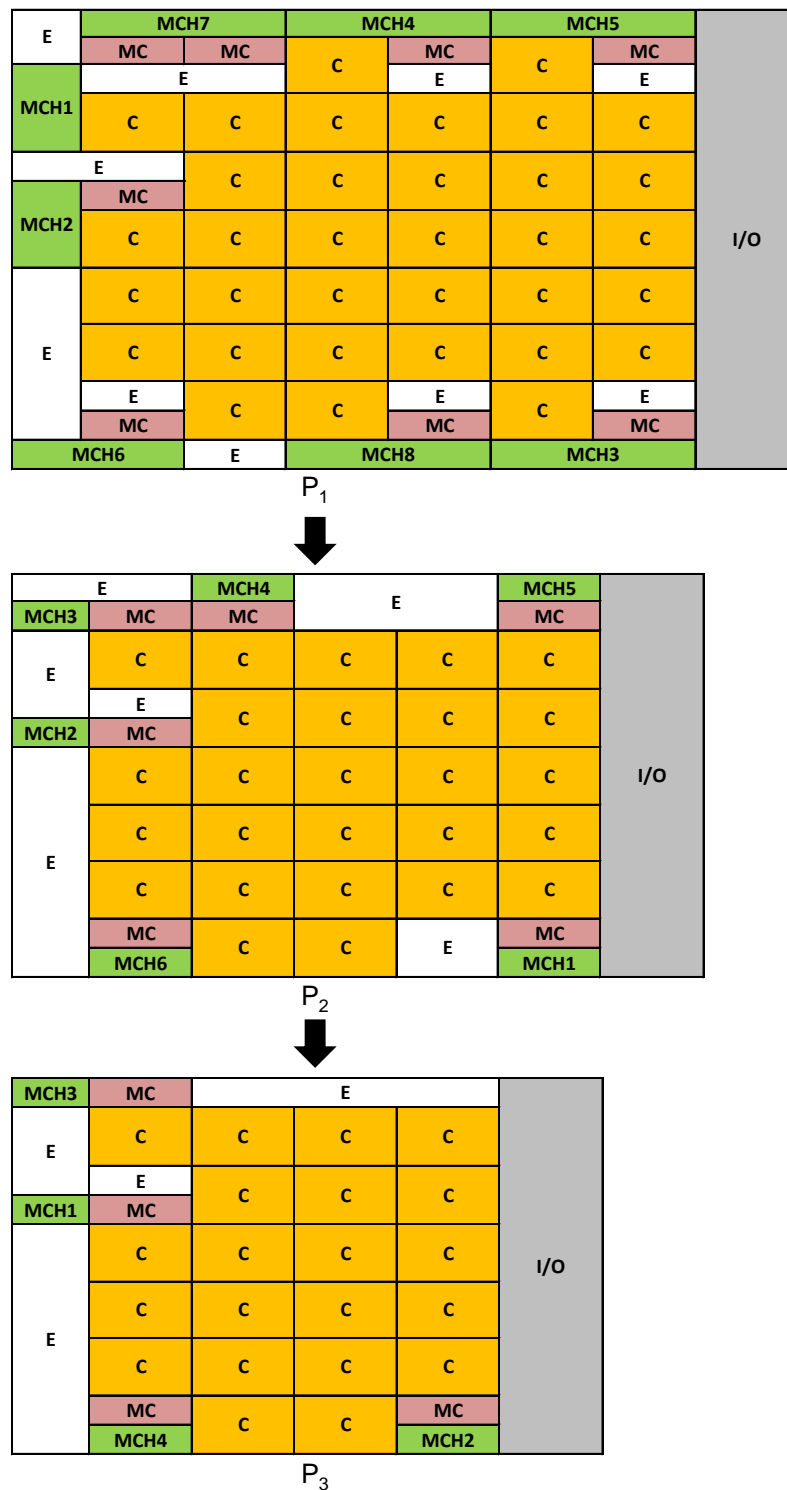 E MCH7 MCH4 MCH5
MC MC C MC C MC
E E E
MCH1 C C C C C C
E C C C C C
MC
MCH2 C C C C C C I/O
C C C C C C
E C C C C C C
E C C E C E
MC MC MC
MCH6 E MCH8 MCH3
P1
E MCH4 E MCH5
MCH3 MC MC MC
E C C C C C
E C C C C
MCH2 MC
C C C C C I/O
C C C C C
E
C C C C C
MC C C E MC
MCH6 MCH1
P2
MCH3 MC E
E C C C C
E C C C
MCH1 MC
C C C C I/O
C C C C
E
C C C C
MC C C MC
MCH4 MCH2
P3